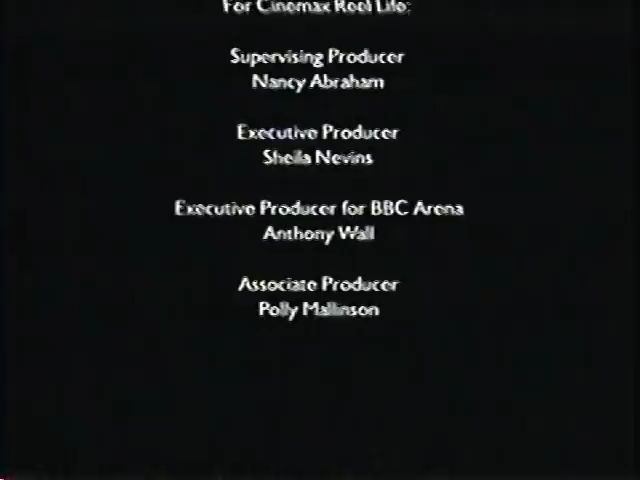 For Cinemax Reel Life:
Supervising Producer
Nancy Abraham
Executive Producer
Sheila Nevins
Executive Producer for BBC Arena
Anthony Wall
Associate Producer
Polly Mallinson